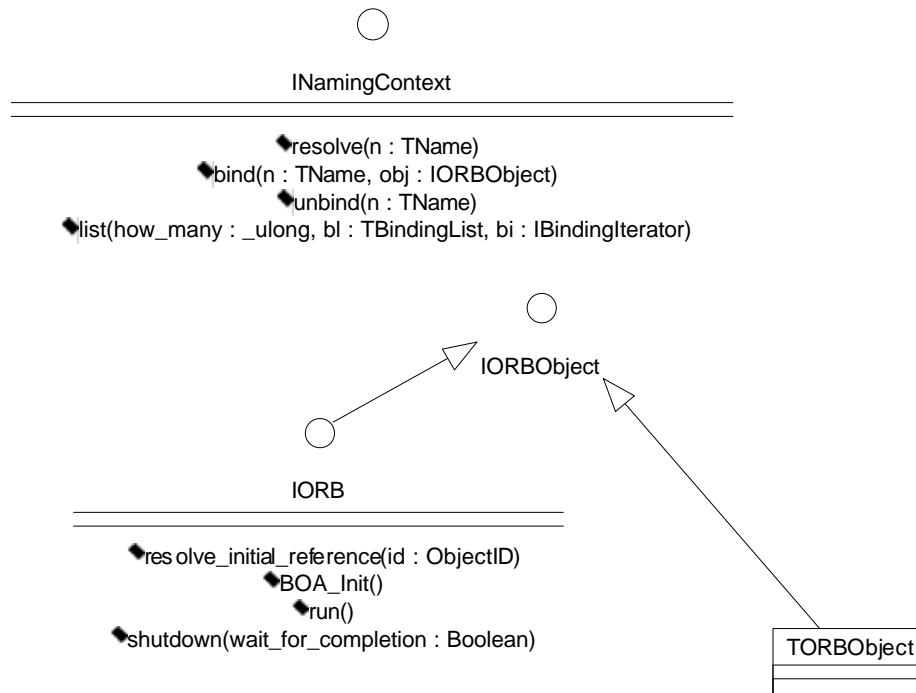 INamingContext
resolve(n : TName)
bind(n : TName, obj : IORBObject)
unbind(n : TName)
list(how_many : _ulong, bl : TBindingList, bi : IBindingIterator)
IORBObject
IORB
resolve_initial_reference(id : ObjectID)
BOA_Init()
run()
shutdown(wait_for_completion : Boolean)
TORBObject